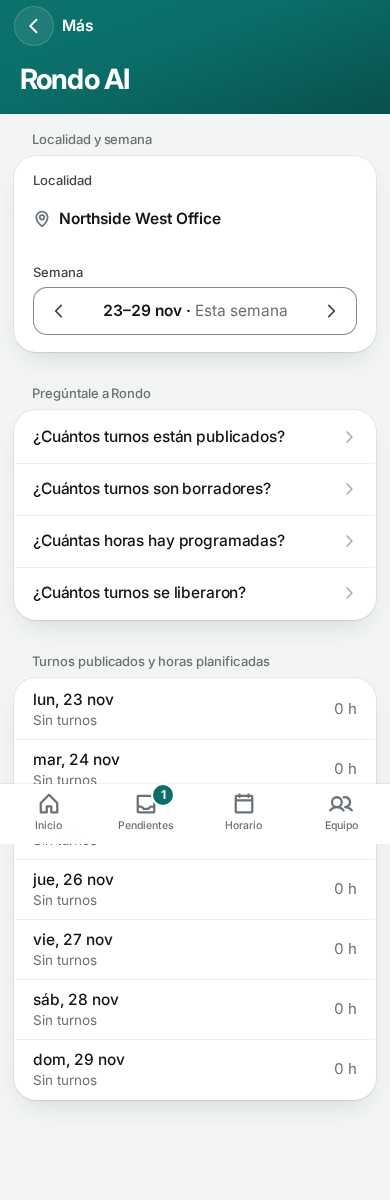 Más
Rondo AI
Localidad y semana
Localidad
Northside West Office
Semana
23–29 nov · Esta semana
Pregúntale a Rondo
¿Cuántos turnos están publicados?
¿Cuántos turnos son borradores?
¿Cuántas horas hay programadas?
¿Cuántos turnos se liberaron?
Turnos publicados y horas planificadas
lun, 23 nov
0 h
Sin turnos
mar, 24 nov
0 h
Sin turnos
1
Inicio
Pendientes
Horario
Equipo
jue, 26 nov
0 h
Sin turnos
vie, 27 nov
0 h
Sin turnos
sáb, 28 nov
0 h
Sin turnos
dom, 29 nov
0 h
Sin turnos